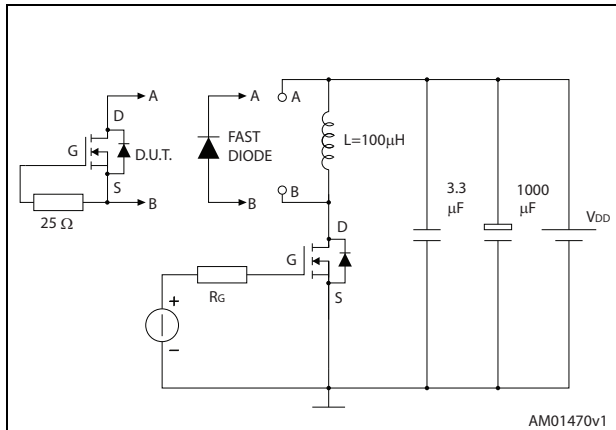 A
D
G
D.U.T.
S
B
25 Ω
A
FAST
DIODE
B
A
L=100µH
B
D
G
S
RG
+
–
3.3
µF
1000
µF
VDD
AM01470v1